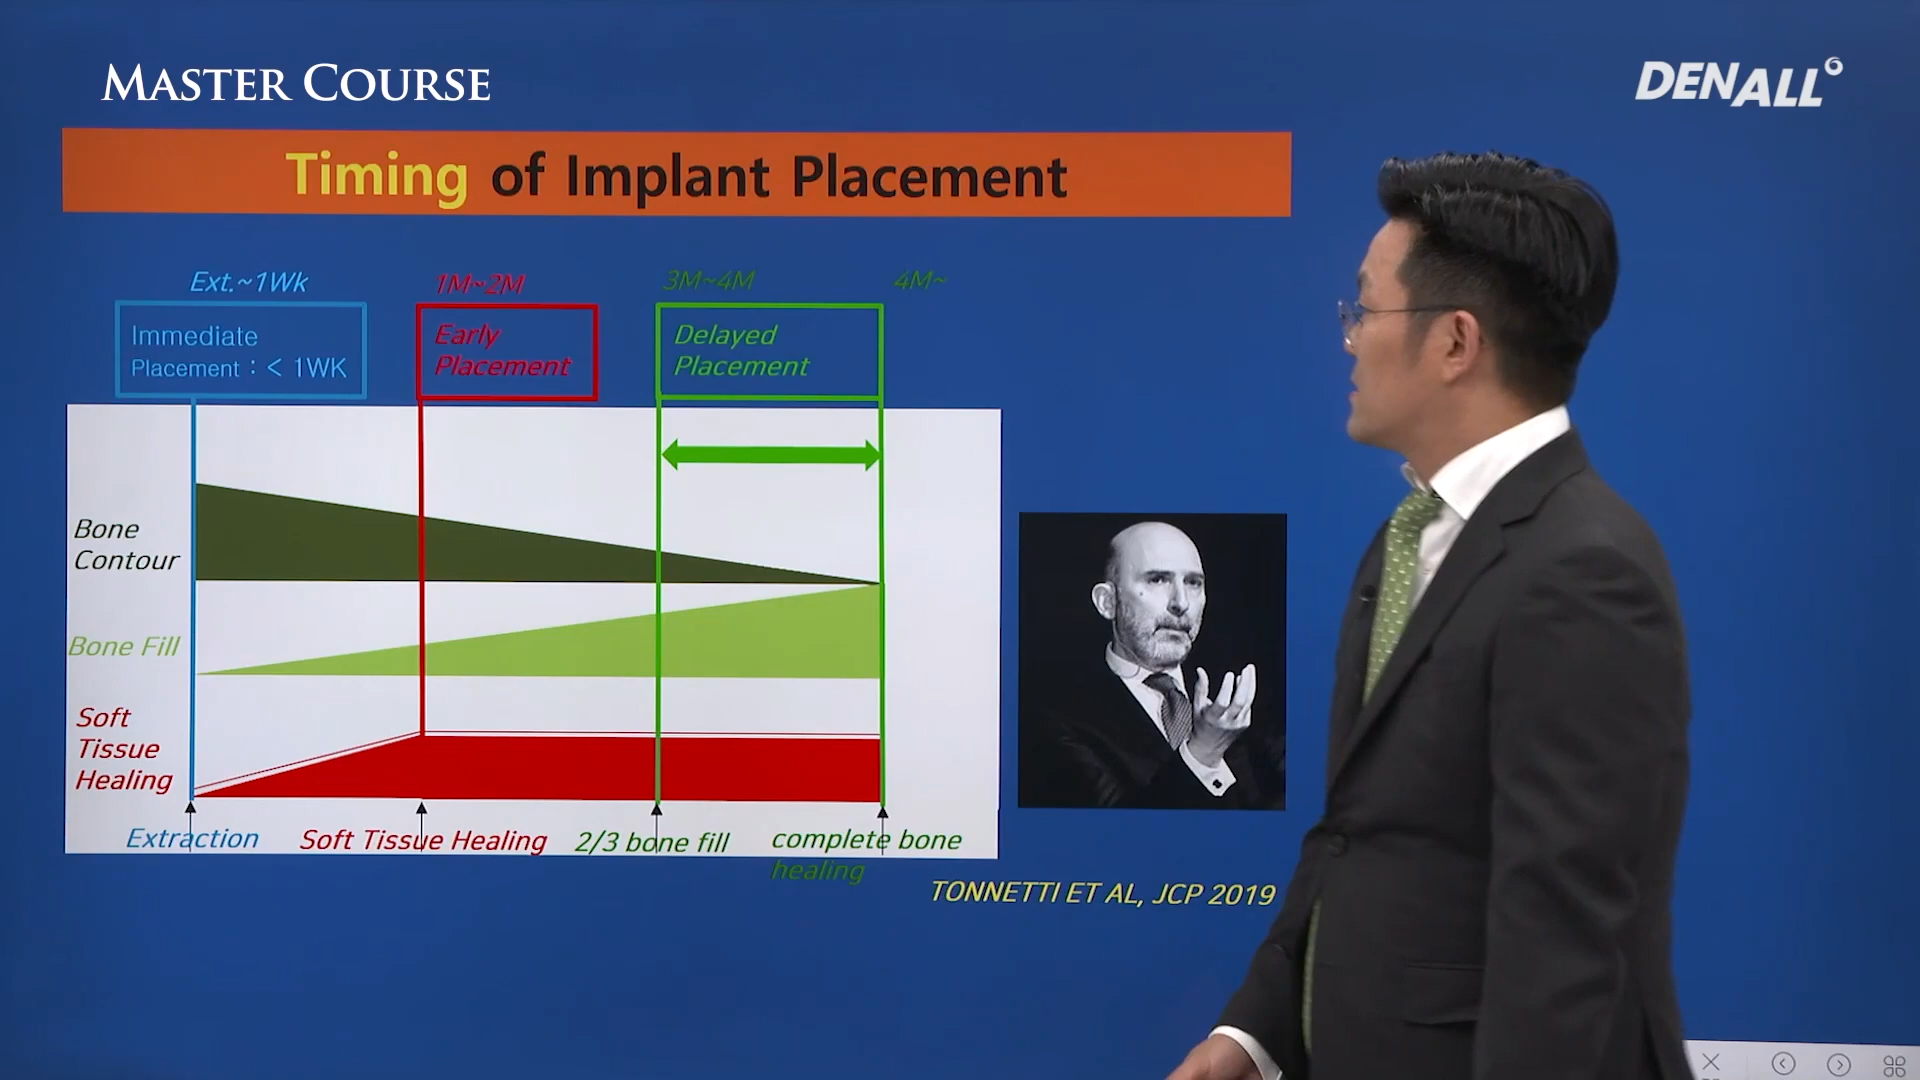 MASTER COURSE
DENALL
Timing of Implant Placement
Ext.~1Wk
1M~2M
3M~4M
4M~
Immediate
Placement : < 1WK
Early
Placement
Delayed
Placement
Bone
Contour
Bone Fill
Soft
Tissue
Healing
Extraction
Soft Tissue Healing
2/3 bone fill
complete bone
healing
TONNETTI ET AL, JCP 2019